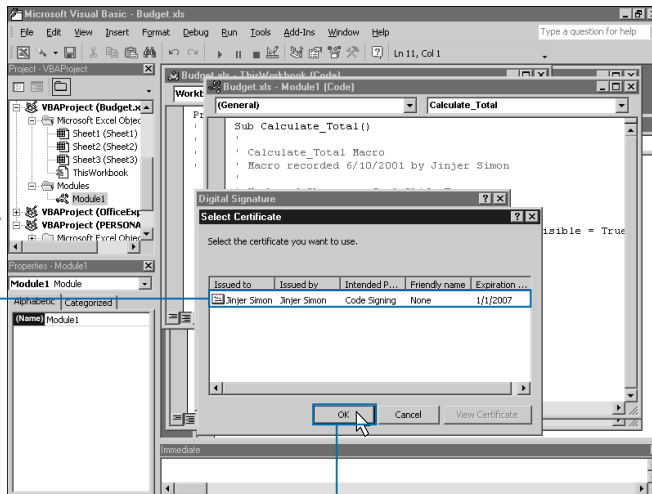 Microsoft Visual Basic - Budget.xls
File Edit View Insert Format Debug Run Tools Add-Ins Window Help
Type a question for help
Ln 11, Col 1
Project - VBAProject
VBAProject (Budget.x
Microsoft Excel Objec
Sheet1 (Sheet1)
Sheet2 (Sheet2)
Sheet3 (Sheet3)
ThisWorkbook
Modules
Module1
VBAProject (OfficeExp
VBAProject (PERSONA
Microsoft Excel Objec
Properties - Module1
Module1 Module
Alphabetic Categorized
(Name) Module1
Budget.xls - ThisWorkbook (Code)
Budget.xls - Module1 (Code)
(General) Calculate_Total
Sub Calculate_Total()
'
' Calculate_Total Macro
' Macro recorded 6/10/2001 by Jinjer Simon
'
isible = True
Digital Signature
Select Certificate
Select the certificate you want to use.
Issued to Issued by Intended P... Friendly name Expiration ...
Jinjer Simon Jinjer Simon Code Signing None 1/1/2007
OK Cancel View Certificate
Immediate